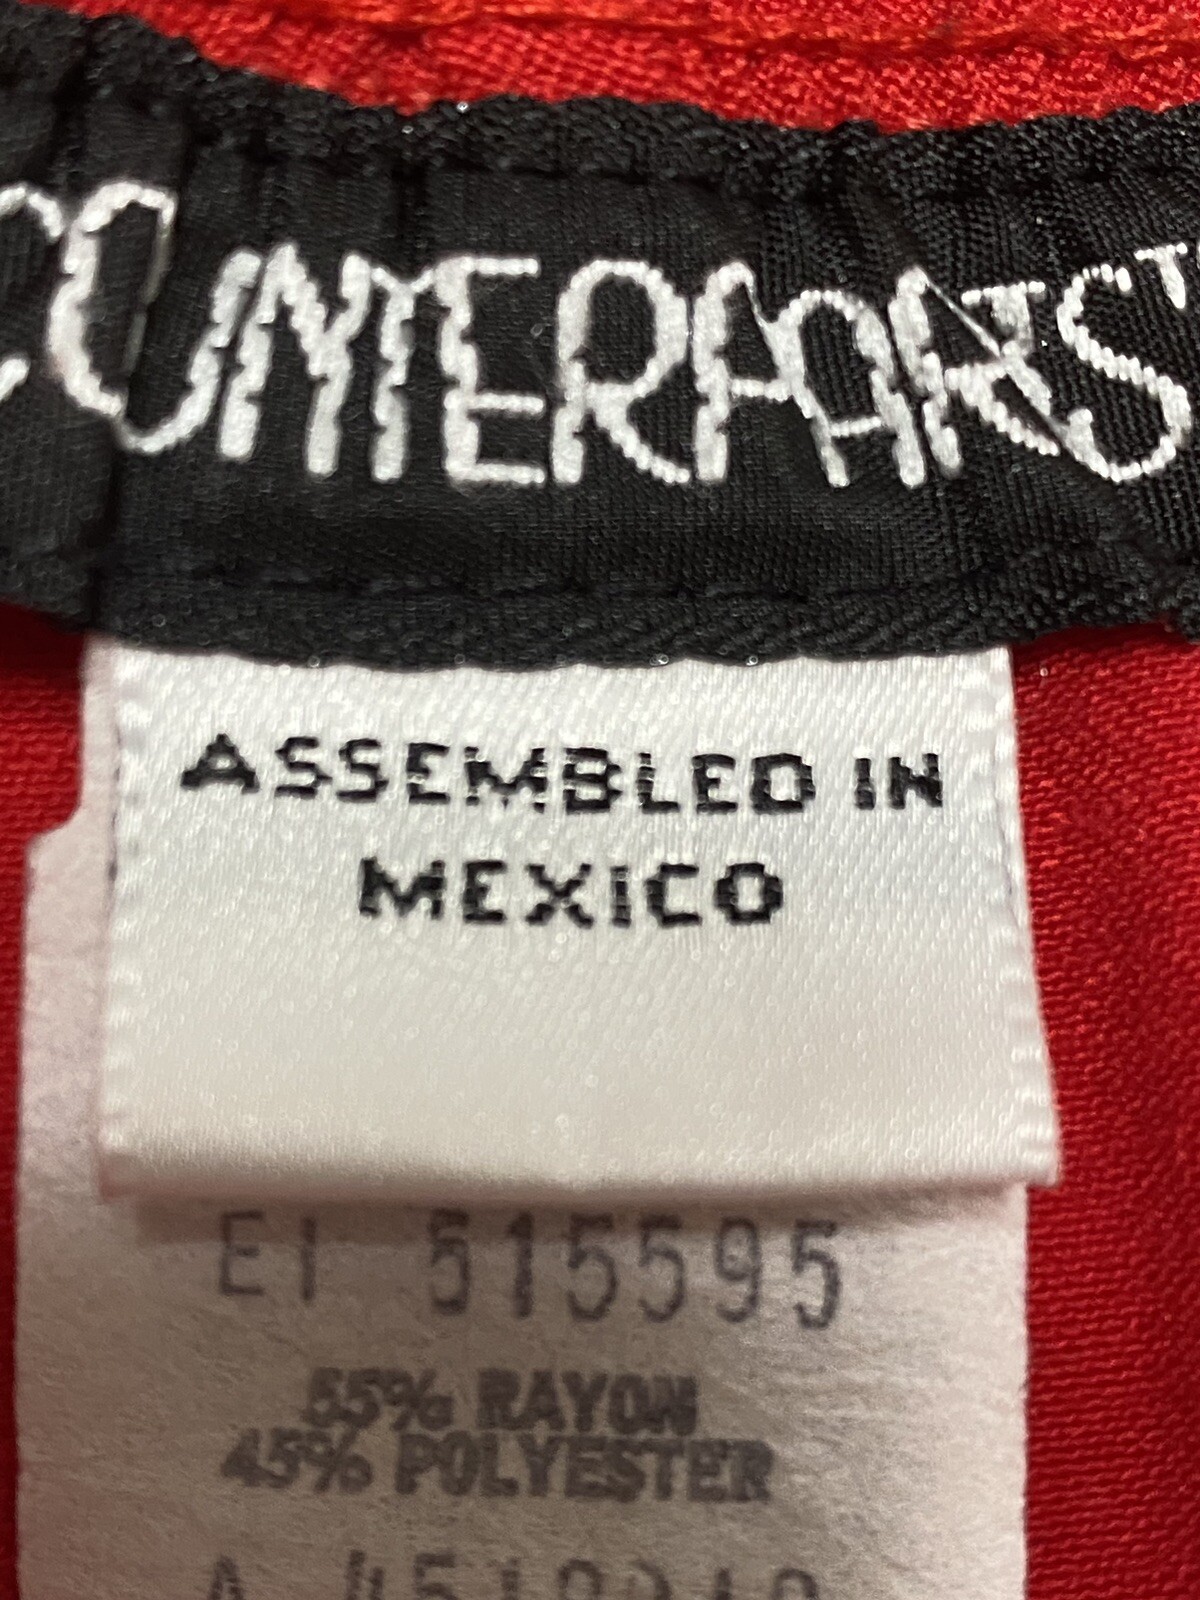 COUNTERPARTS
ASSEMBLED IN
MEXICO
EI 515595
55% RAYON
45% POLYESTER